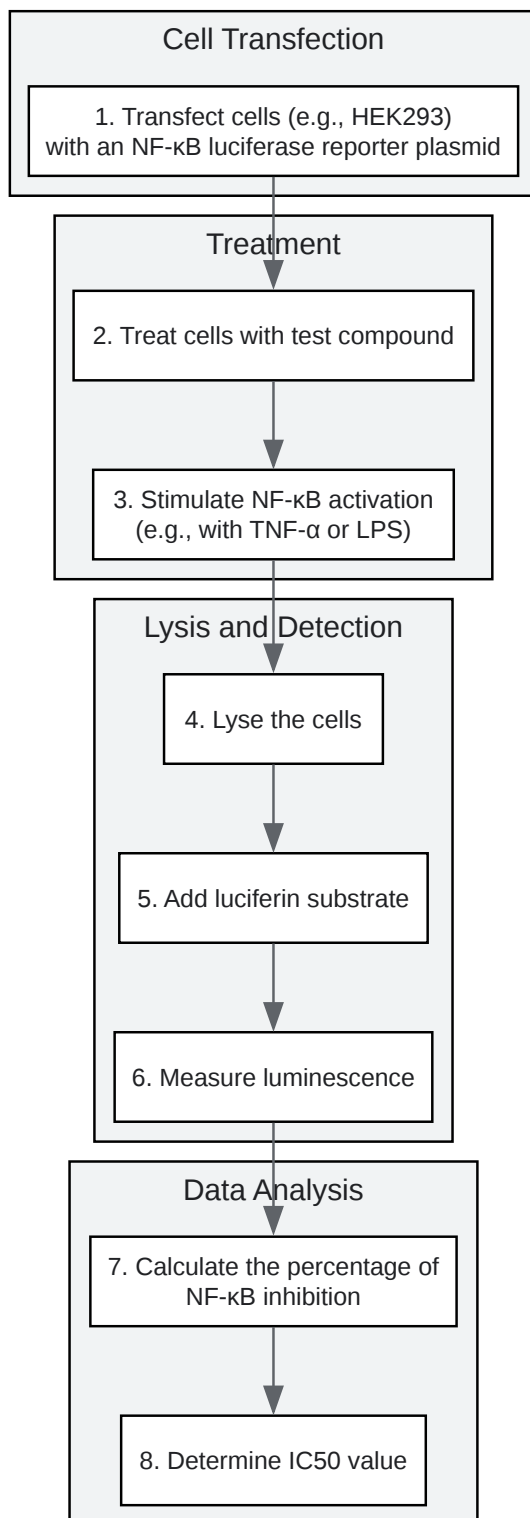 Cell Transfection
1. Transfect cells (e.g., HEK293)
with an NF-κB luciferase reporter plasmid
Treatment
2. Treat cells with test compound
3. Stimulate NF-κB activation
(e.g., with TNF-α or LPS)
Lysis and Detection
4. Lyse the cells
5. Add luciferin substrate
6. Measure luminescence
Data Analysis
7. Calculate the percentage of
NF-κB inhibition
8. Determine IC50 value